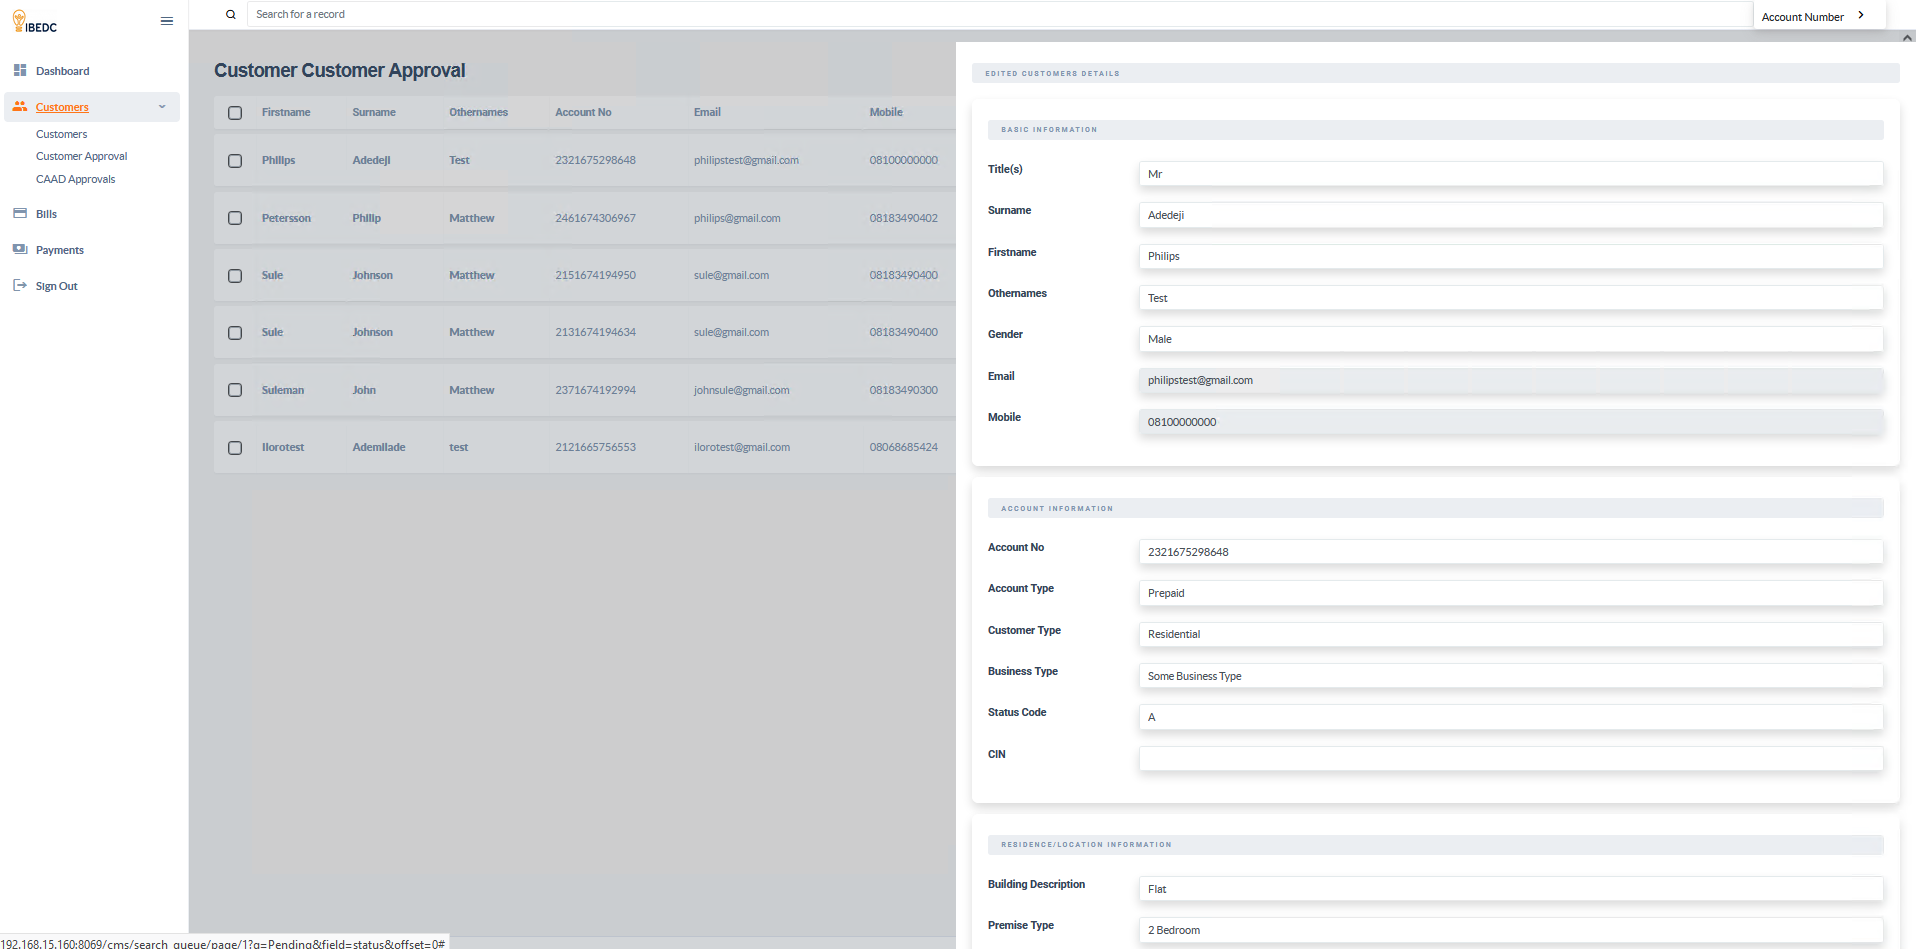 IBEDC
Search for a record
Account Number
Dashboard
Customers
Customers
Customer Approval
CAAD Approvals
Bills
Payments
Sign Out
Customer Customer Approval
Firstname Surname Othernames Account No Email Mobile
Philips Adedeji Test 2321675298648 philipstest@gmail.com 08100000000
Petersson Philip Matthew 2461674306967 philips@gmail.com 08183490402
Sule Johnson Matthew 2151674194950 sule@gmail.com 08183490400
Sule Johnson Matthew 2131674194634 sule@gmail.com 08183490400
Suleman John Matthew 2371674192994 johnsule@gmail.com 08183490300
Ilorotest Ademilade test 2121665756553 ilorotest@gmail.com 08068685424
EDITED CUSTOMERS DETAILS
BASIC INFORMATION
Title(s) Mr
Surname Adedeji
Firstname Philips
Othernames Test
Gender Male
Email philipstest@gmail.com
Mobile 08100000000
ACCOUNT INFORMATION
Account No 2321675298648
Account Type Prepaid
Customer Type Residential
Business Type Some Business Type
Status Code A
CIN
RESIDENCE/LOCATION INFORMATION
Building Description Flat
Premise Type 2 Bedroom
192.168.15.160:8069/cms/search_queue/page/1?q=Pending&field=status&offset=0#